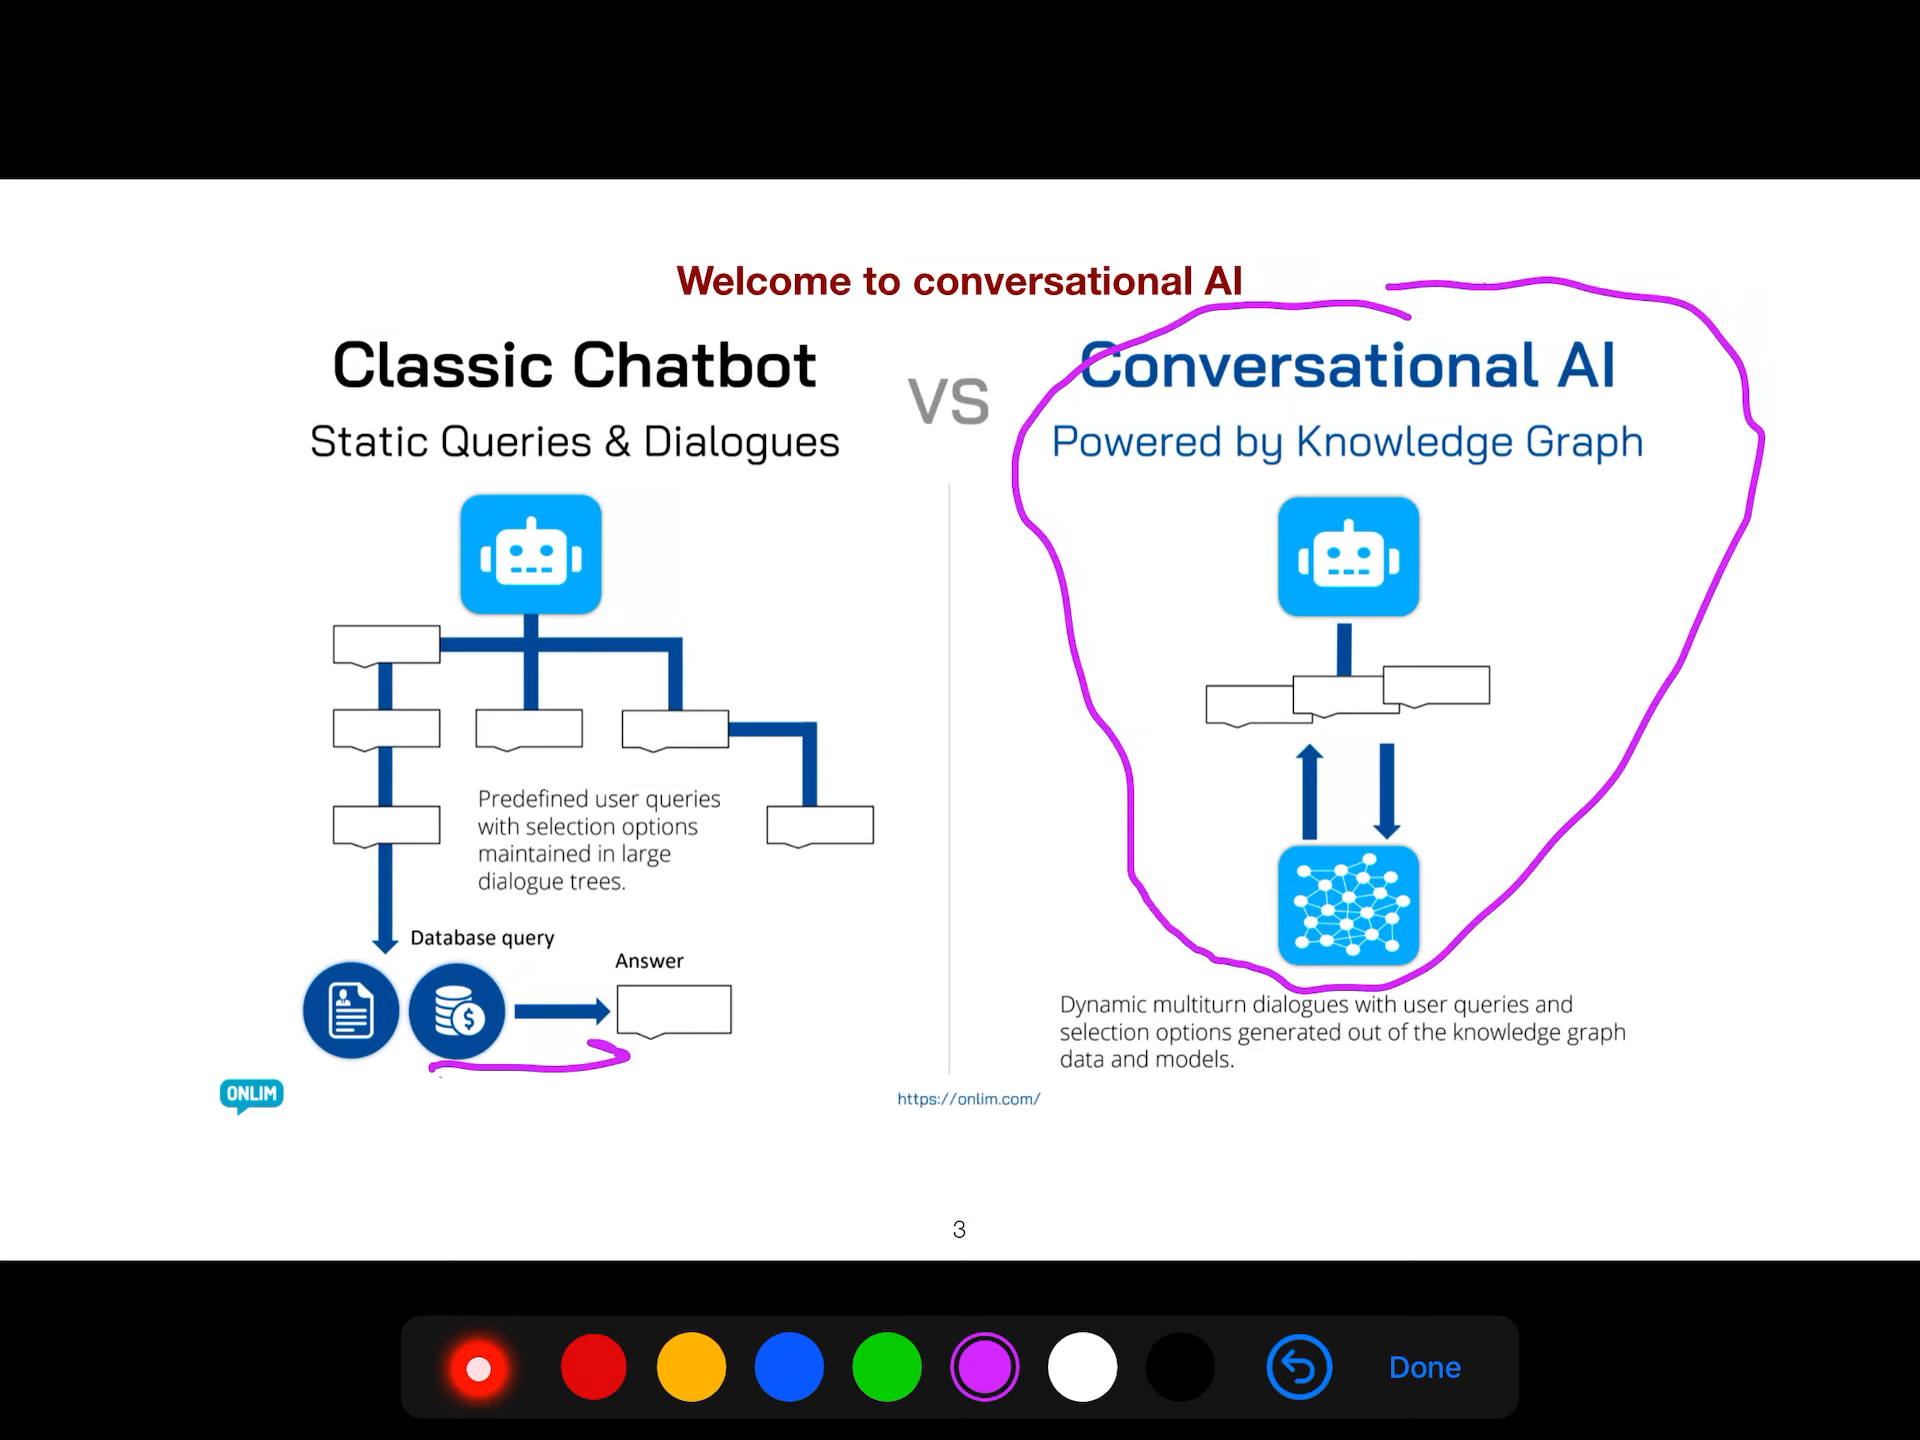 Welcome to conversational AI
Classic Chatbot
Static Queries & Dialogues
VS
Conversational AI
Powered by Knowledge Graph
Predefined user queries
with selection options
maintained in large
dialogue trees.
Database query
Answer
$
Dynamic multiturn dialogues with user queries and
selection options generated out of the knowledge graph
data and models.
ONLIM
https://onlim.com/
3
Done